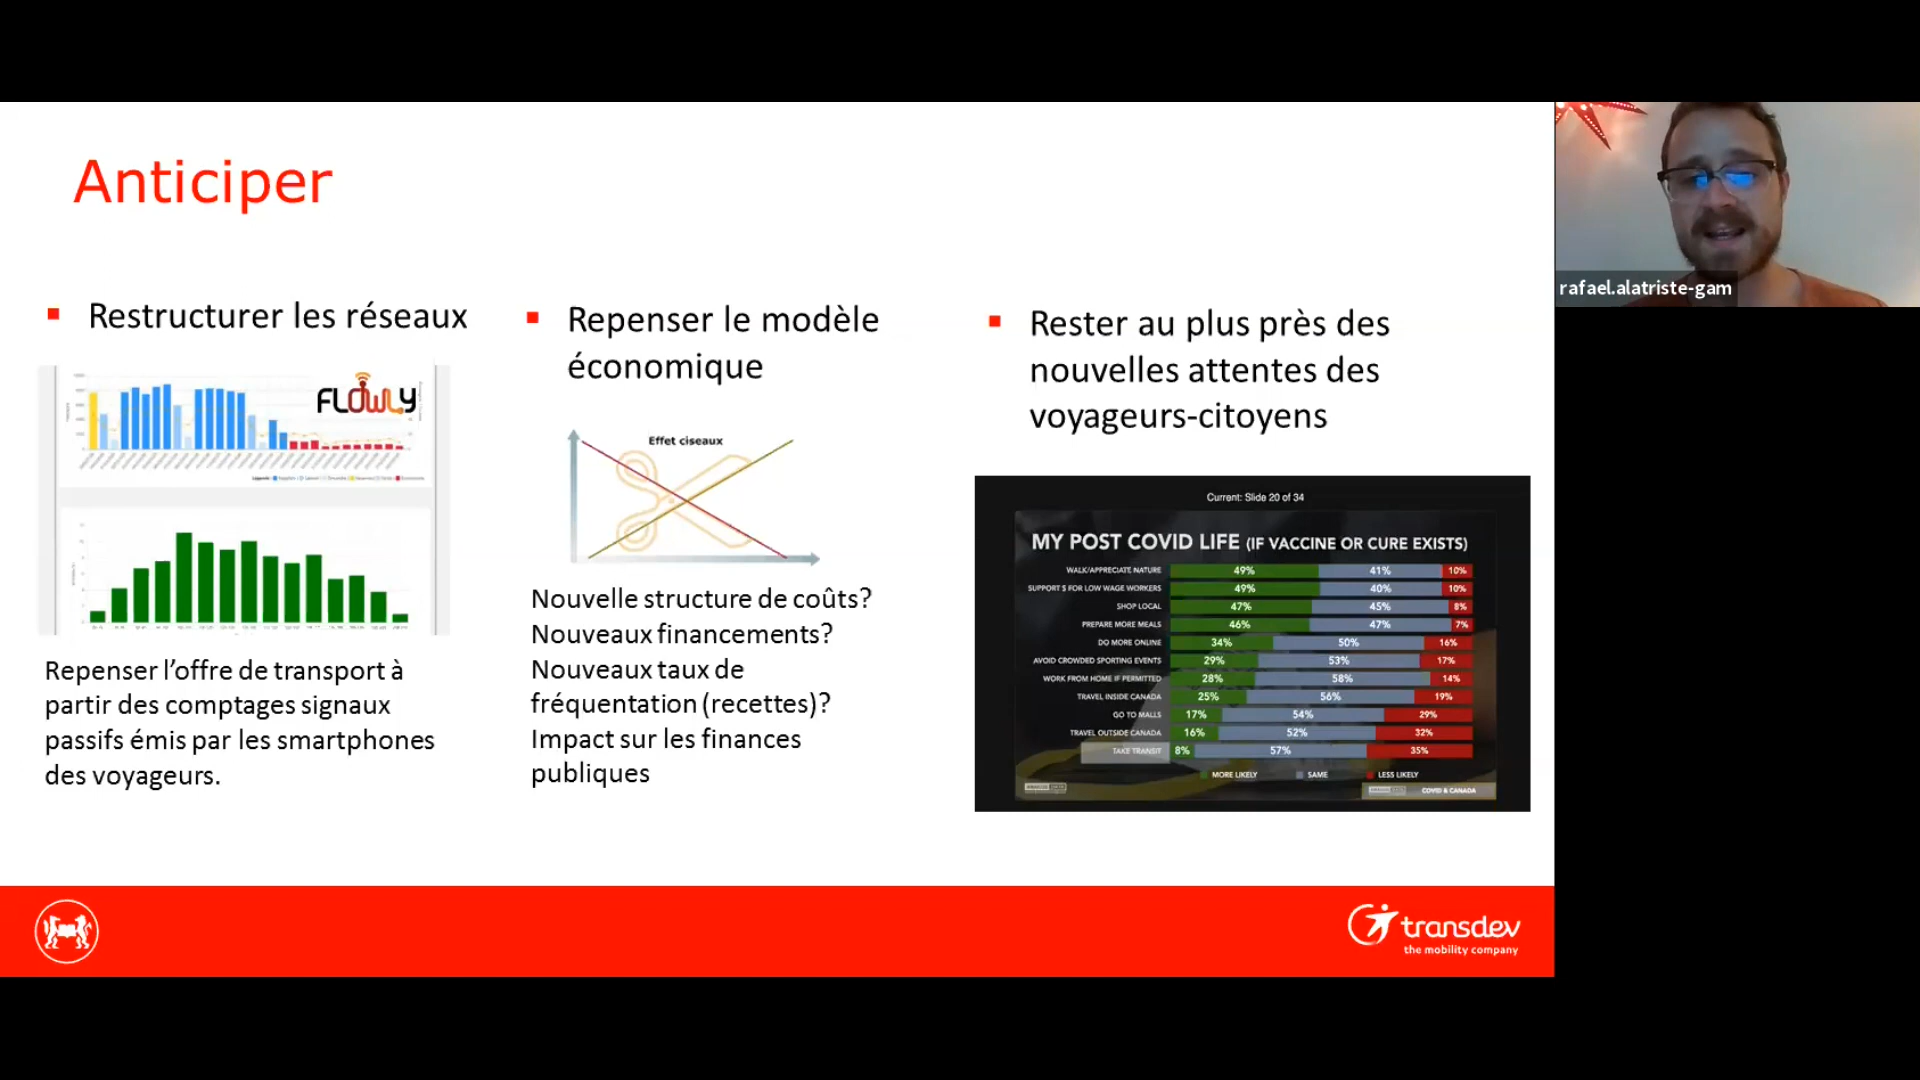 Anticiper
rafael.alatriste-gam
Restructurer les réseaux
FLOWLY
Repenser l’offre de transport à
partir des comptages signaux
passifs émis par les smartphones
des voyageurs.
Repenser le modèle
économique
Effet ciseaux
Nouvelle structure de coûts?
Nouveaux financements?
Nouveaux taux de
fréquentation (recettes)?
Impact sur les finances
publiques
Rester au plus près des
nouvelles attentes des
voyageurs-citoyens
Current: Slide 20 of 34
MY POST COVID LIFE (IF VACCINE OR CURE EXISTS)
WALK/APPRECIATE NATURE 49% 41% 10%
SUPPORT $ FOR LOW WAGE WORKERS 49% 40% 10%
SHOP LOCAL 47% 45% 8%
PREPARE MORE MEALS 46% 47% 7%
DO MORE ONLINE 34% 50% 16%
AVOID CROWDED SPORTING EVENTS 29% 53% 17%
WORK FROM HOME IF PERMITTED 28% 58% 14%
TRAVEL INSIDE CANADA 25% 56% 19%
GO TO MALLS 17% 54% 29%
TRAVEL OUTSIDE CANADA 16% 52% 32%
TAKE TRANSIT 8% 57% 35%
MORE LIKELY SAME LESS LIKELY
COVID & CANADA
transdev
the mobility company